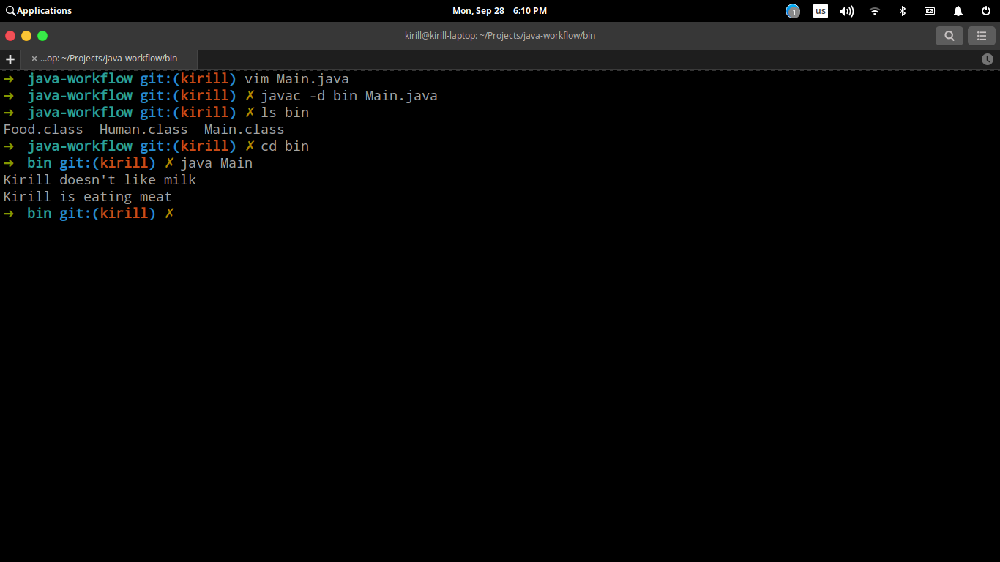 Applications
Mon, Sep 28 6:10 PM
1
us
kirill@kirill-laptop: ~/Projects/java-workflow/bin
+ × ...op: ~/Projects/java-workflow/bin
➜ java-workflow git:(kirill) vim Main.java
➜ java-workflow git:(kirill) ✗ javac -d bin Main.java
➜ java-workflow git:(kirill) ✗ ls bin
Food.class Human.class Main.class
➜ java-workflow git:(kirill) ✗ cd bin
➜ bin git:(kirill) ✗ java Main
Kirill doesn't like milk
Kirill is eating meat
➜ bin git:(kirill) ✗